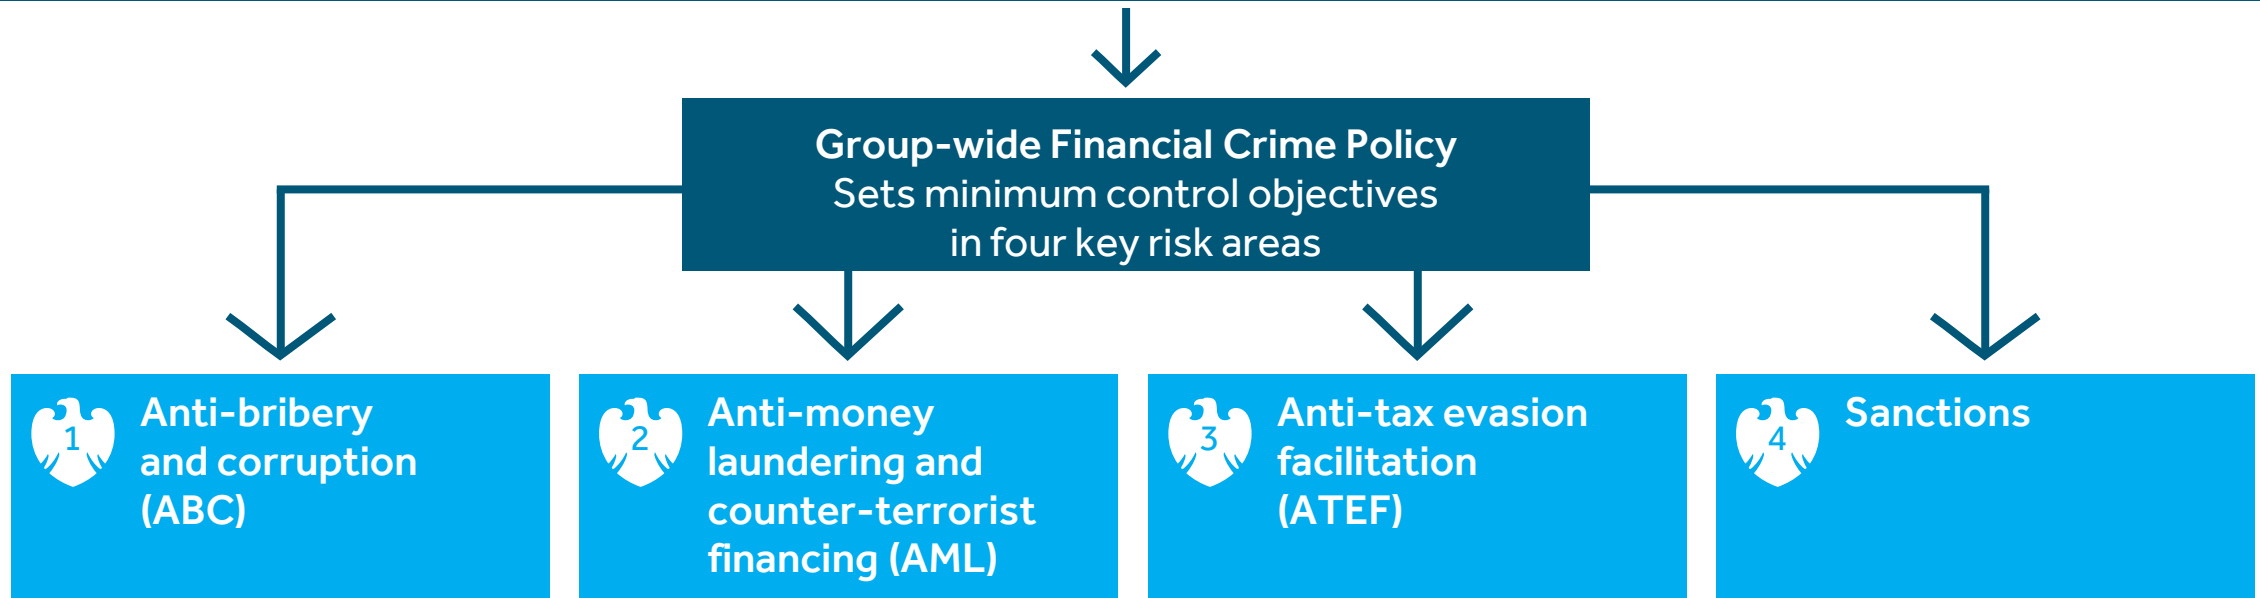 Group-wide Financial Crime Policy
Sets minimum control objectives
in four key risk areas
1
Anti-bribery
and corruption
(ABC)
2
Anti-money
laundering and
counter-terrorist
financing (AML)
3
Anti-tax evasion
facilitation
(ATEF)
4
Sanctions